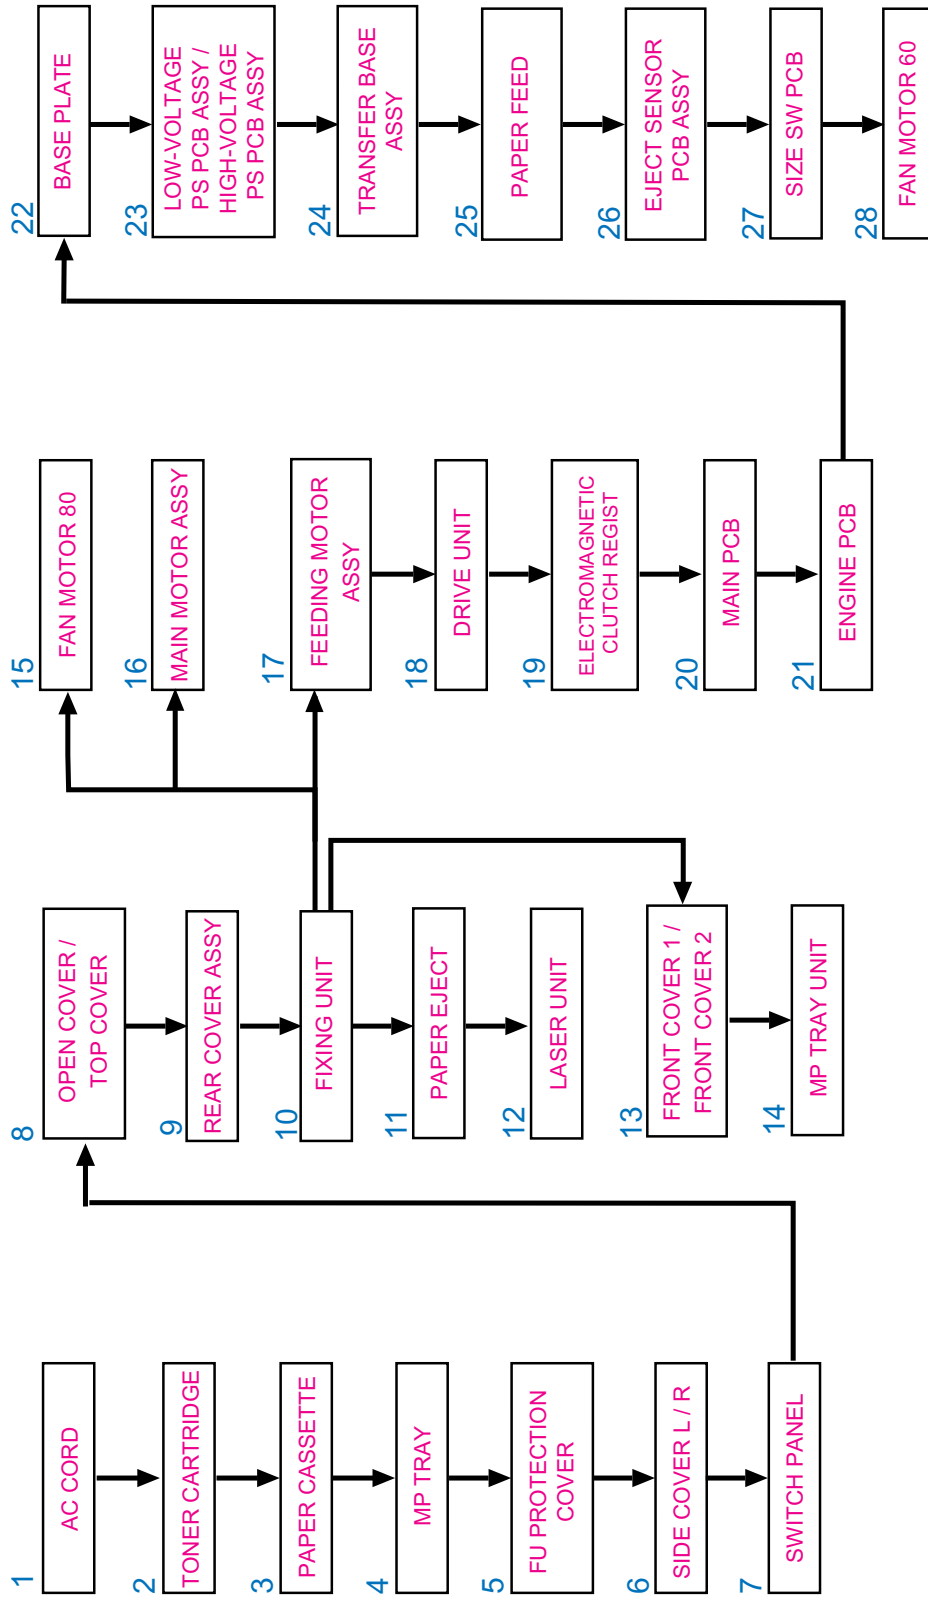 1
AC CORD
2
TONER CARTRIDGE
3
PAPER CASSETTE
4
MP TRAY
5
FU PROTECTION
COVER
6
SIDE COVER L / R
7
SWITCH PANEL
8
OPEN COVER /
TOP COVER
9
REAR COVER ASSY
10
FIXING UNIT
11
PAPER EJECT
12
LASER UNIT
13
FRONT COVER 1 /
FRONT COVER 2
14
MP TRAY UNIT
15
FAN MOTOR 80
16
MAIN MOTOR ASSY
17
FEEDING MOTOR
ASSY
18
DRIVE UNIT
19
ELECTROMAGNETIC
CLUTCH REGIST
20
MAIN PCB
21
ENGINE PCB
22
BASE PLATE
23
LOW-VOLTAGE
PS PCB ASSY /
HIGH-VOLTAGE
PS PCB ASSY
24
TRANSFER BASE
ASSY
25
PAPER FEED
26
EJECT SENSOR
PCB ASSY
27
SIZE SW PCB
28
FAN MOTOR 60